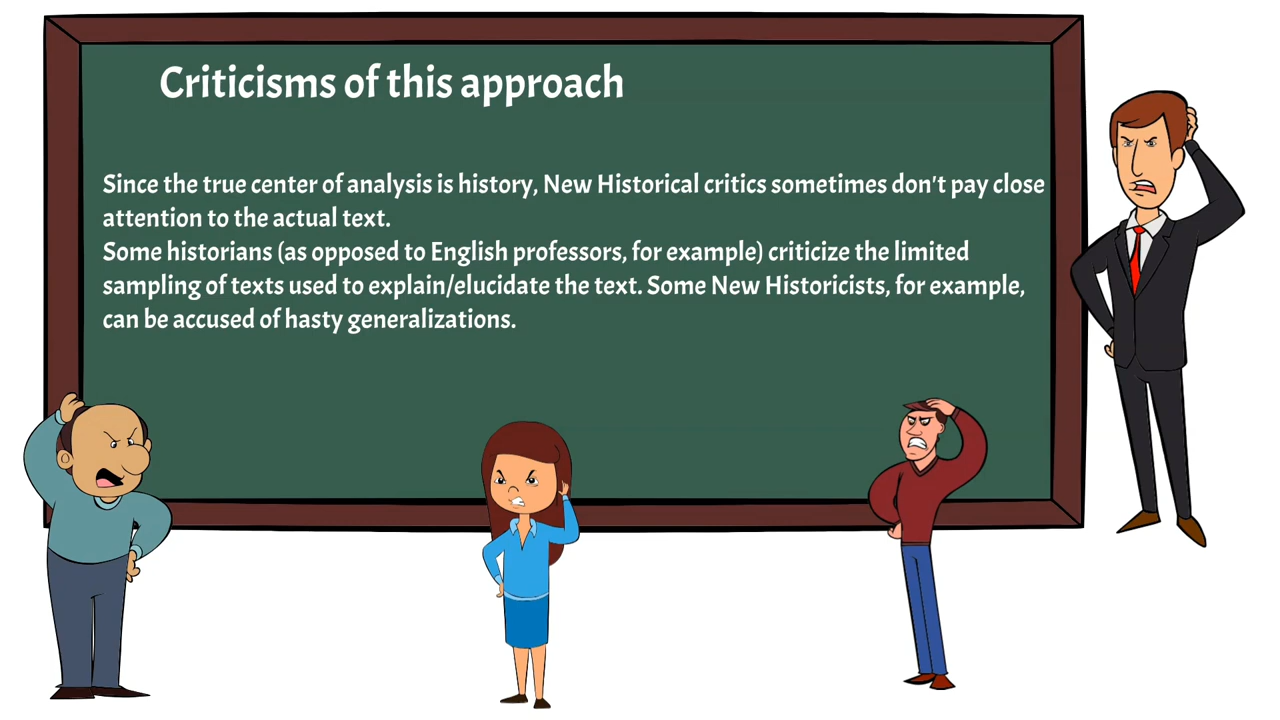 Criticisms of this approach
Since the true center of analysis is history, New Historical critics sometimes don't pay close
attention to the actual text.
Some historians (as opposed to English professors, for example) criticize the limited
sampling of texts used to explain/elucidate the text. Some New Historicists, for example,
can be accused of hasty generalizations.